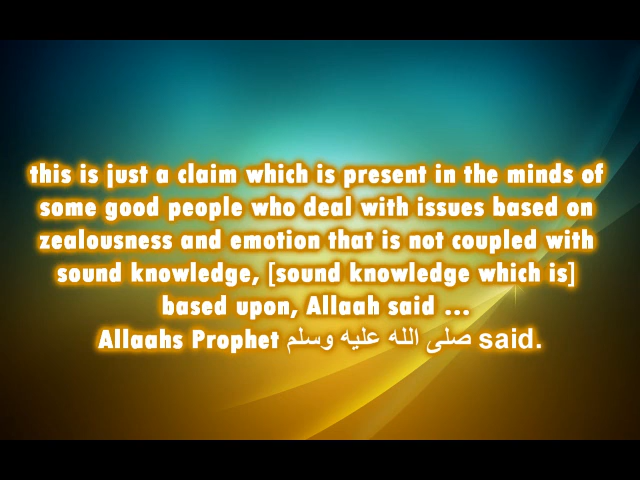 this is just a claim which is present in the minds of
some good people who deal with issues based on
zealousness and emotion that is not coupled with
sound knowledge, [sound knowledge which is]
based upon, Allaah said ...
Allaahs Prophet صلى الله عليه وسلم said.